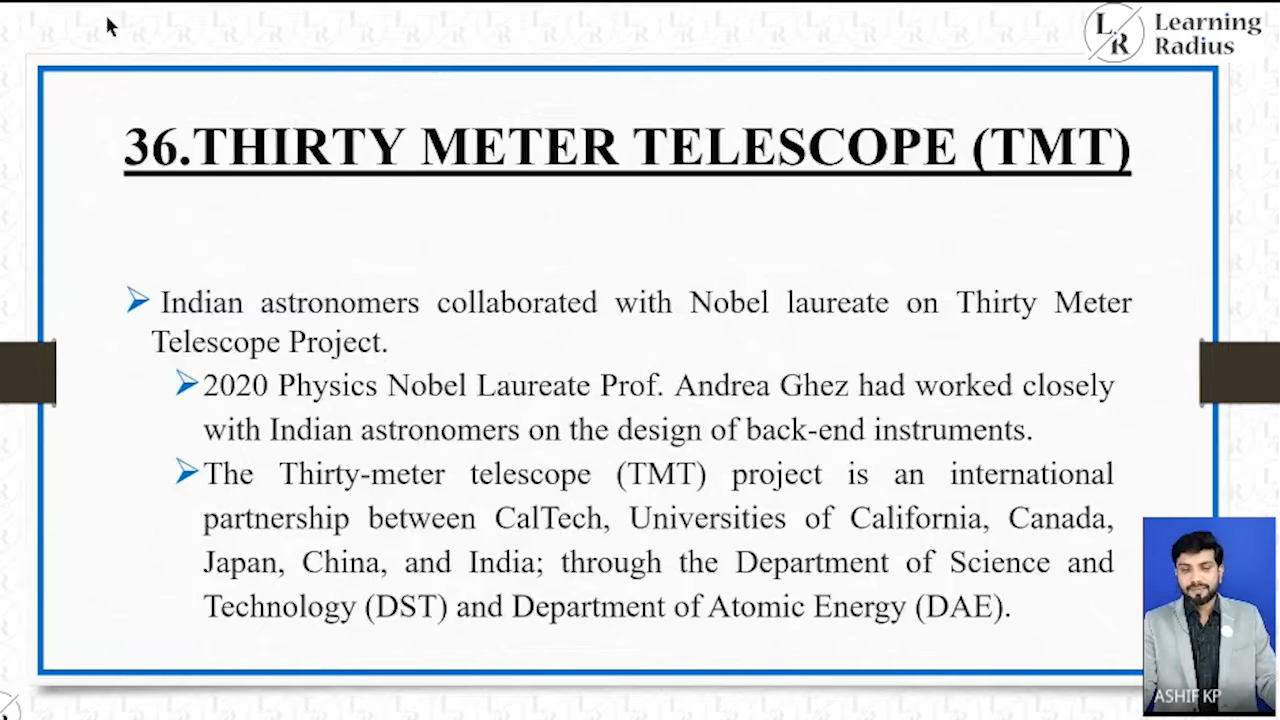 L R Learning
Radius
36.THIRTY METER TELESCOPE (TMT)
Indian astronomers collaborated with Nobel laureate on Thirty Meter
Telescope Project.
2020 Physics Nobel Laureate Prof. Andrea Ghez had worked closely
with Indian astronomers on the design of back-end instruments.
The Thirty-meter telescope (TMT) project is an international
partnership between CalTech, Universities of California, Canada,
Japan, China, and India; through the Department of Science and
Technology (DST) and Department of Atomic Energy (DAE).
ASHIF KP